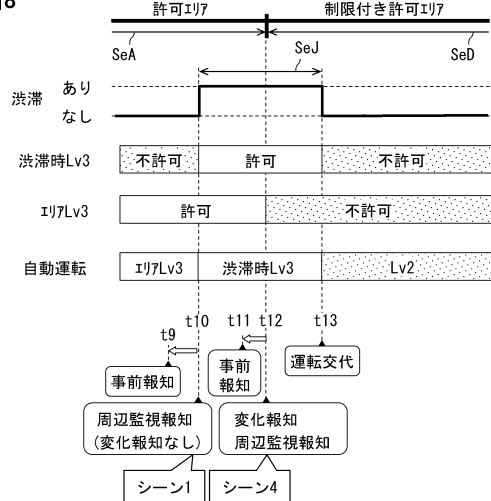 許可ｴﾘｱ 制限付き許可ｴﾘｱ
SeA SeJ SeD
渋滞 あり
なし
渋滞時Lv3 不許可 許可 不許可
ｴﾘｱLv3 許可 不許可
自動運転 ｴﾘｱLv3 渋滞時Lv3 Lv2
t9 t10 t11 t12 t13
事前報知
事前
報知
運転交代
周辺監視報知
(変化報知なし)
変化報知
周辺監視報知
シーン1 シーン4